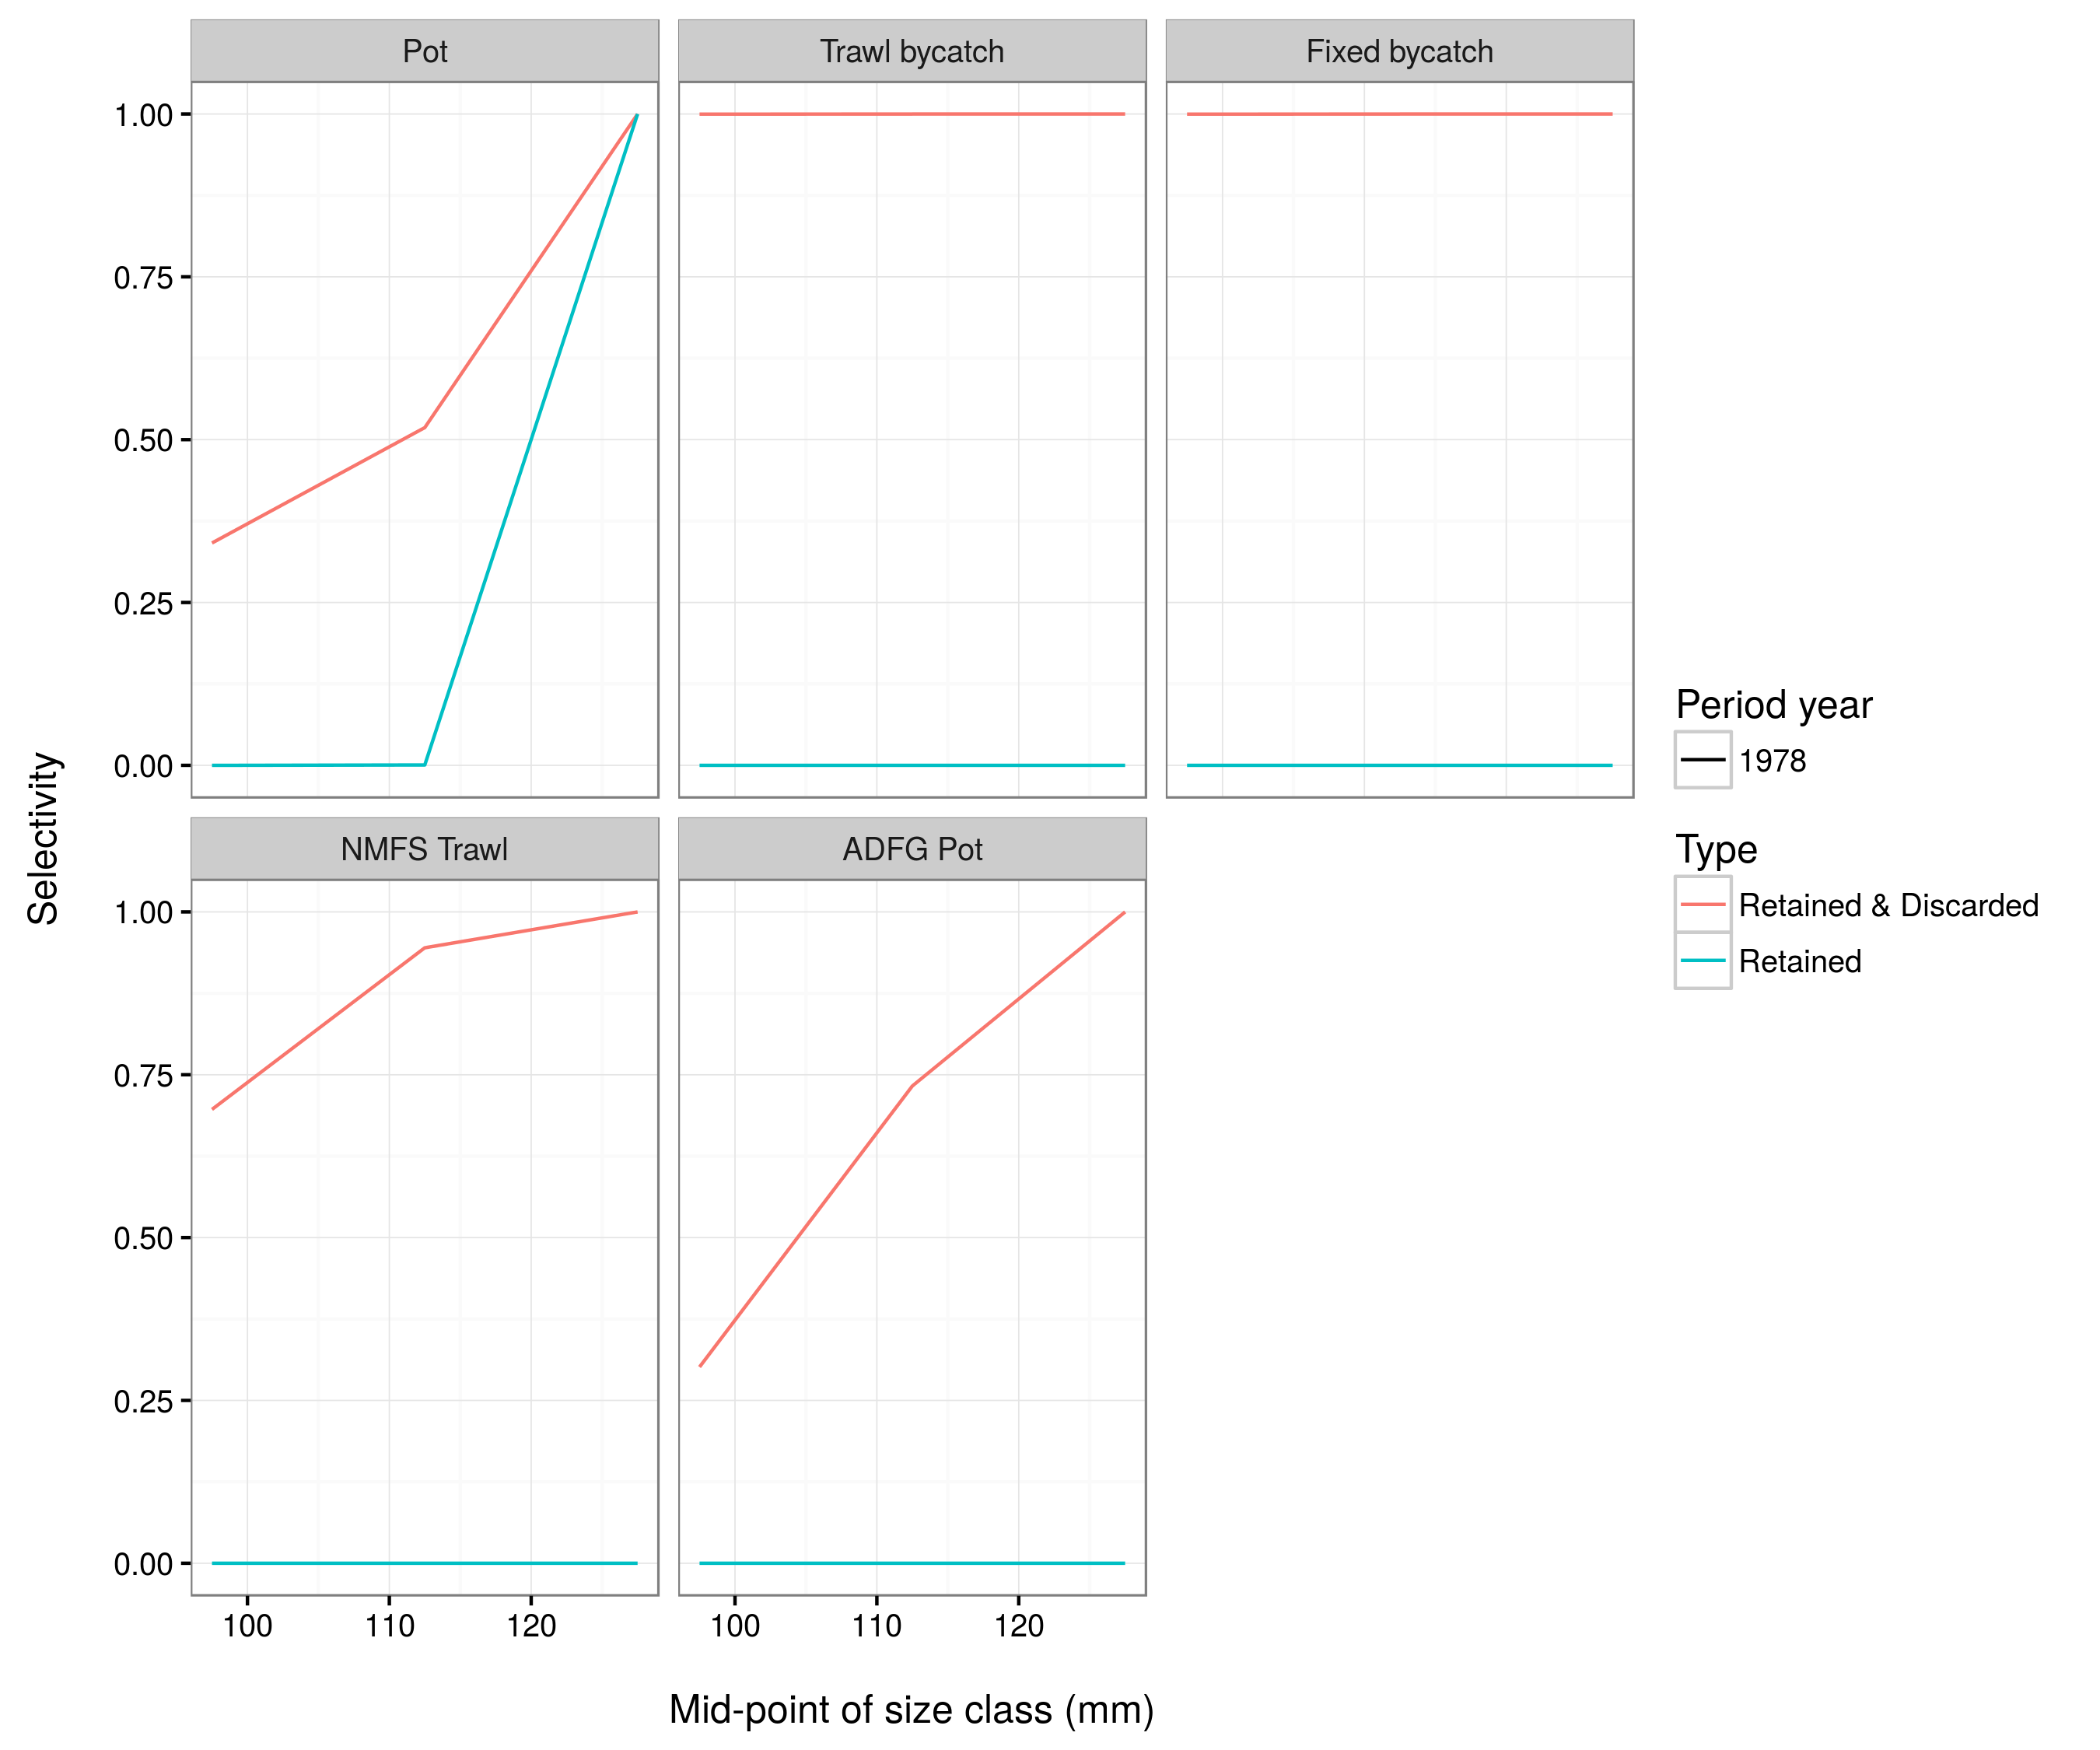 Pot
Trawl bycatch
Fixed bycatch
1.00
0.75
0.50
0.25
0.00
NMFS Trawl
ADFG Pot
1.00
0.75
0.50
0.25
0.00
100 110 120
100 110 120
Mid-point of size class (mm)
Selectivity
Period year
1978
Type
Retained & Discarded
Retained